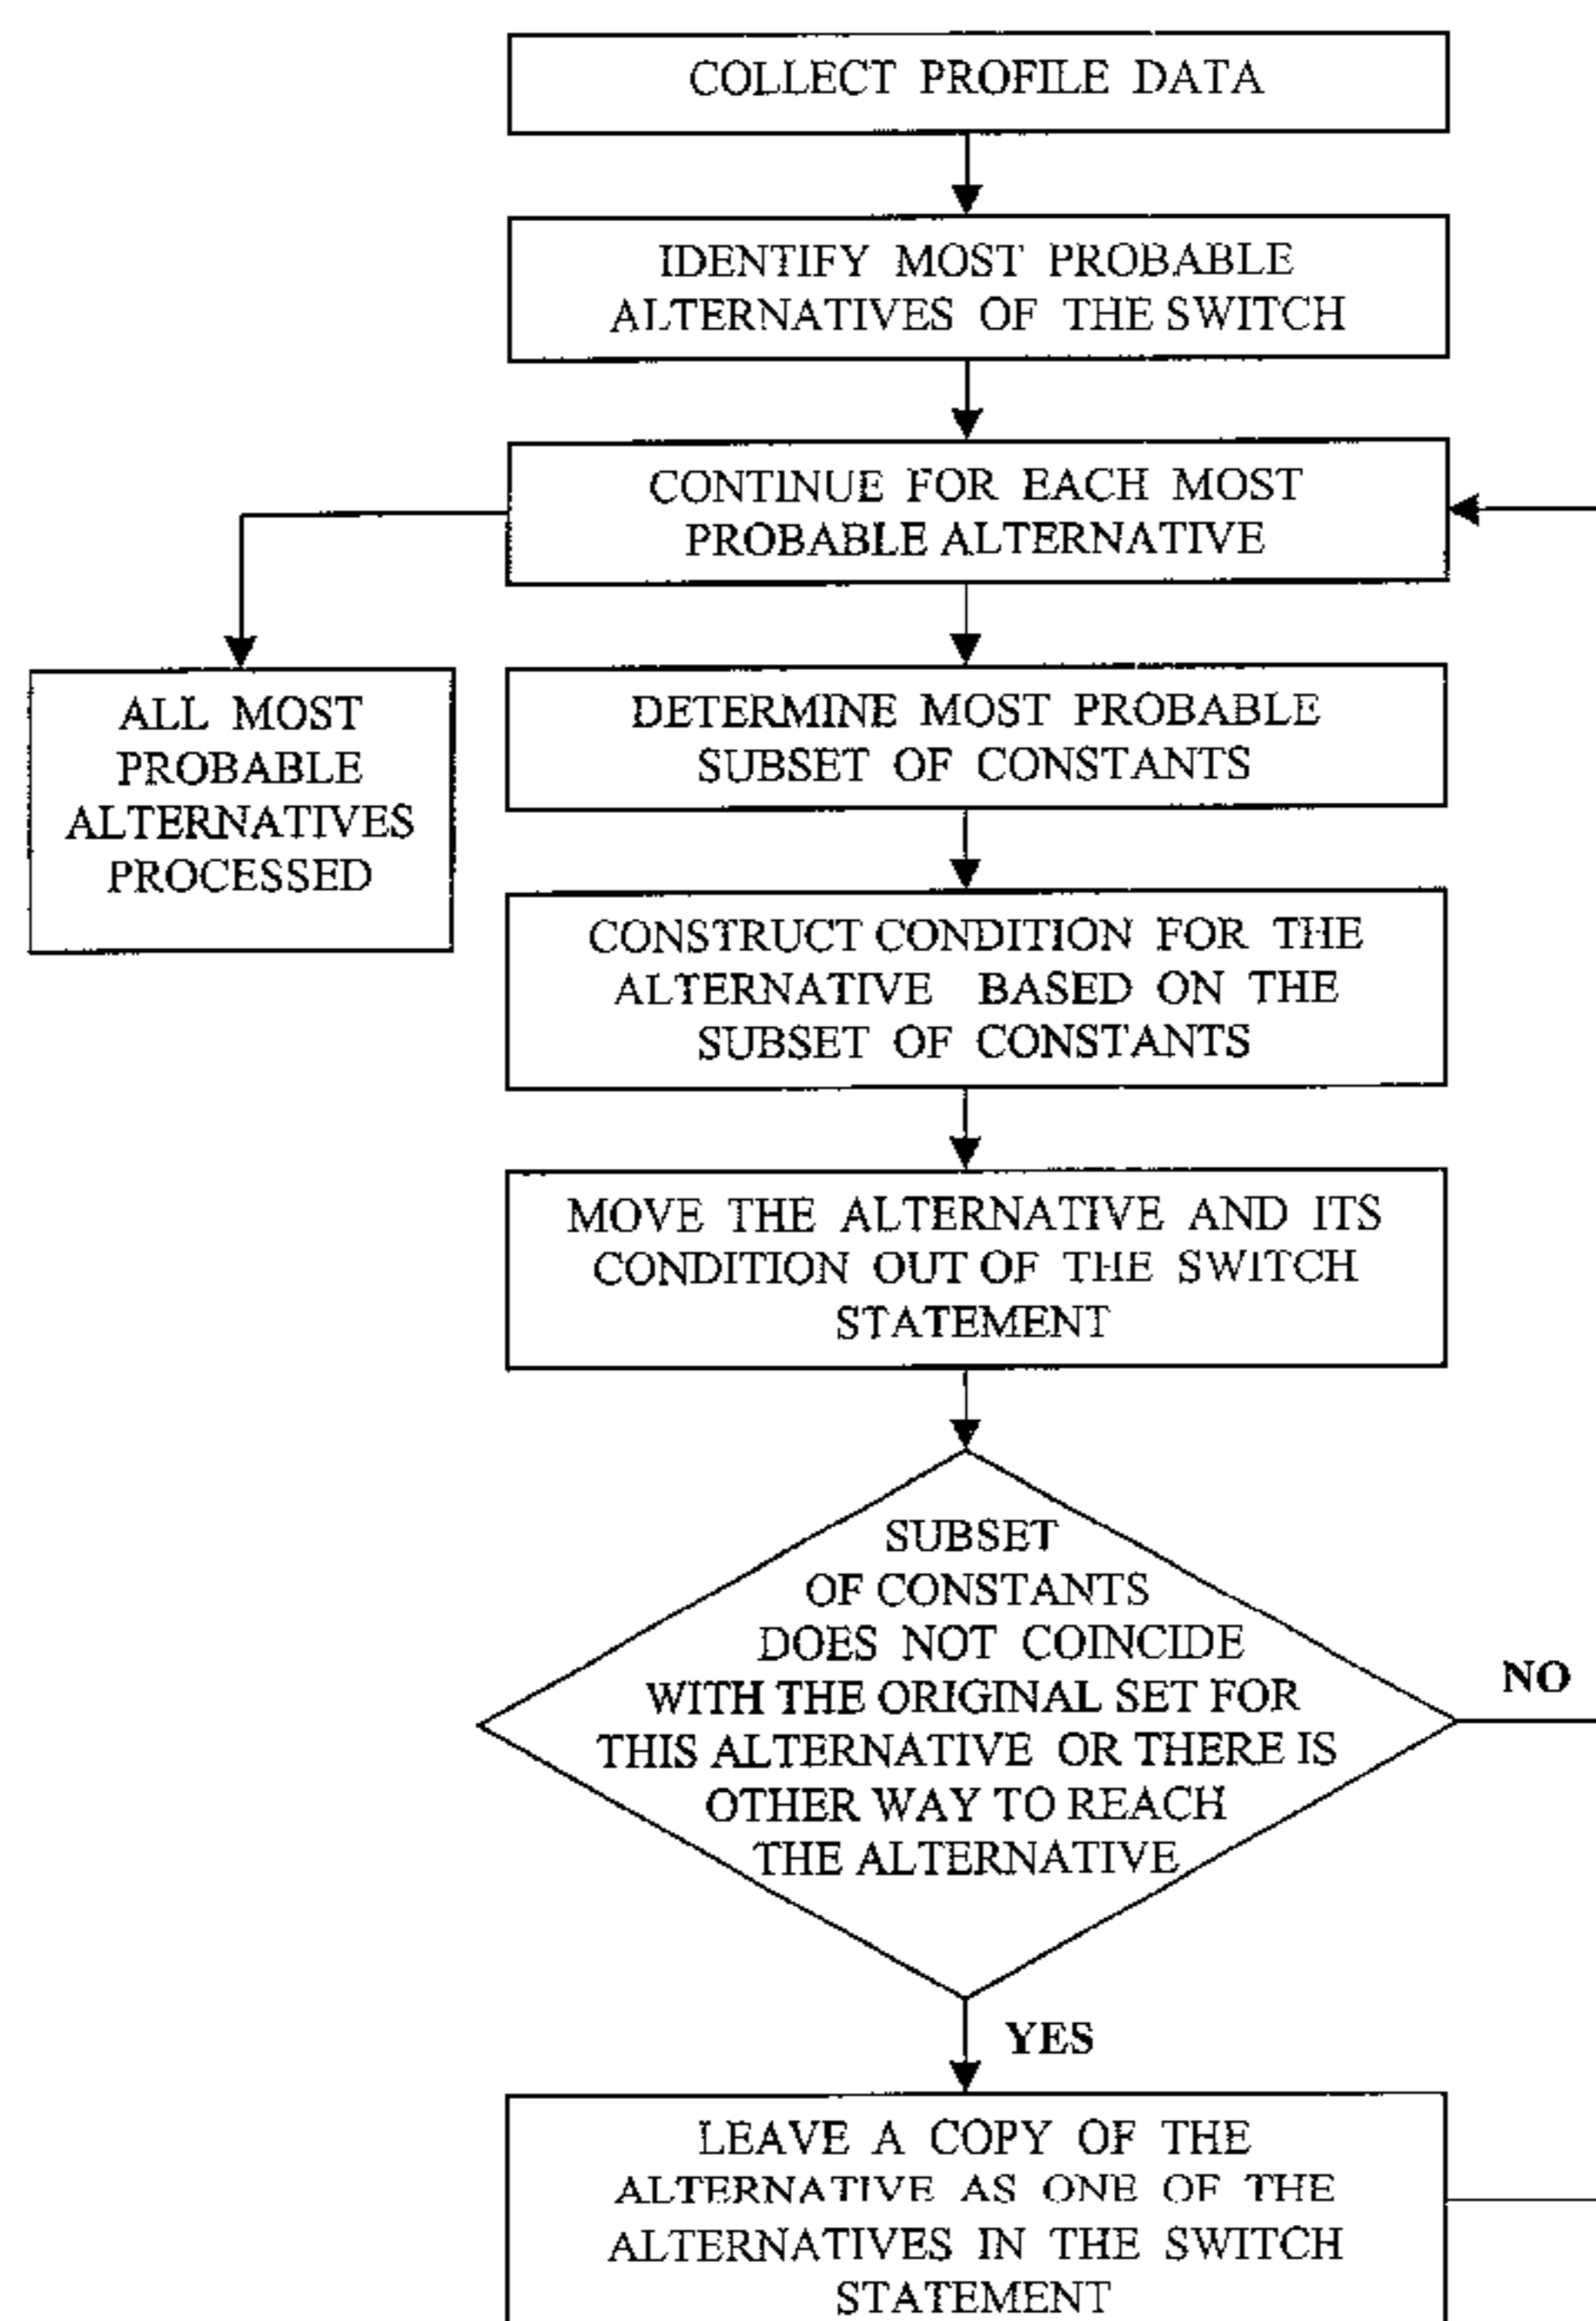 COLLECT PROFILE DATA
IDENTIFY MOST PROBABLE
ALTERNATIVES OF THE SWITCH
CONTINUE FOR EACH MOST
PROBABLE ALTERNATIVE
ALL MOST
PROBABLE
ALTERNATIVES
PROCESSED
DETERMINE MOST PROBABLE
SUBSET OF CONSTANTS
CONSTRUCT CONDITION FOR THE
ALTERNATIVE BASED ON THE
SUBSET OF CONSTANTS
MOVE THE ALTERNATIVE AND ITS
CONDITION OUT OF THE SWITCH
STATEMENT
SUBSET
OF CONSTANTS
DOES NOT COINCIDE
WITH THE ORIGINAL SET FOR
THIS ALTERNATIVE OR THERE IS
OTHER WAY TO REACH
THE ALTERNATIVE
NO
YES
LEAVE A COPY OF THE
ALTERNATIVE AS ONE OF THE
ALTERNATIVES IN THE SWITCH
STATEMENT